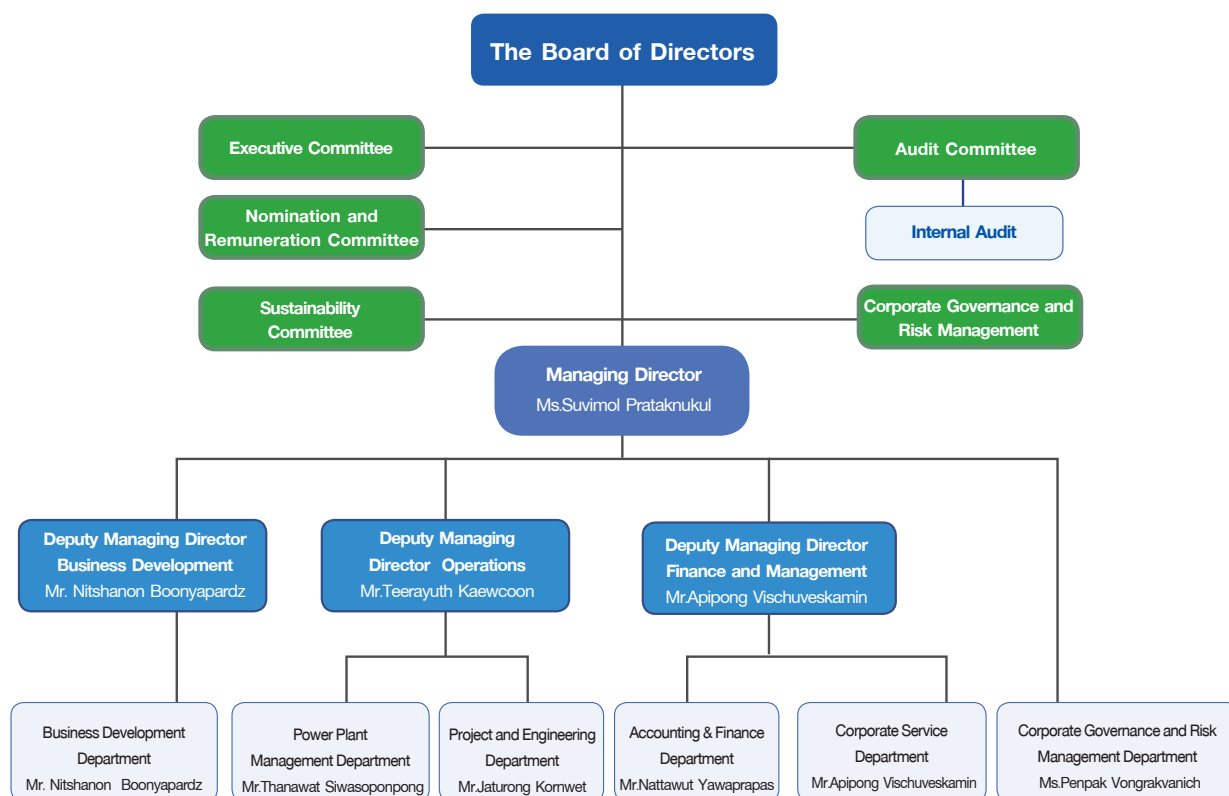 The Board of Directors
Executive Committee
Audit Committee
Nomination and
Remuneration Committee
Internal Audit
Sustainability
Committee
Corporate Governance and
Risk Management
Managing Director
Ms.Suvimol Prataknukul
Deputy Managing Director
Business Development
Mr. Nitshanon Boonyapardz
Deputy Managing
Director Operations
Mr.Teerayuth Kaewcoon
Deputy Managing Director
Finance and Management
Mr.Apipong Vischuveskamin
Business Development
Department
Mr. Nitshanon Boonyapardz
Power Plant
Management Department
Mr.Thanawat Siwasoponpong
Project and Engineering
Department
Mr.Jaturong Kornwet
Accounting & Finance
Department
Mr.Nattawut Yawaprapas
Corporate Service
Department
Mr.Apipong Vischuveskamin
Corporate Governance and Risk
Management Department
Ms.Penpak Vongrakvanich